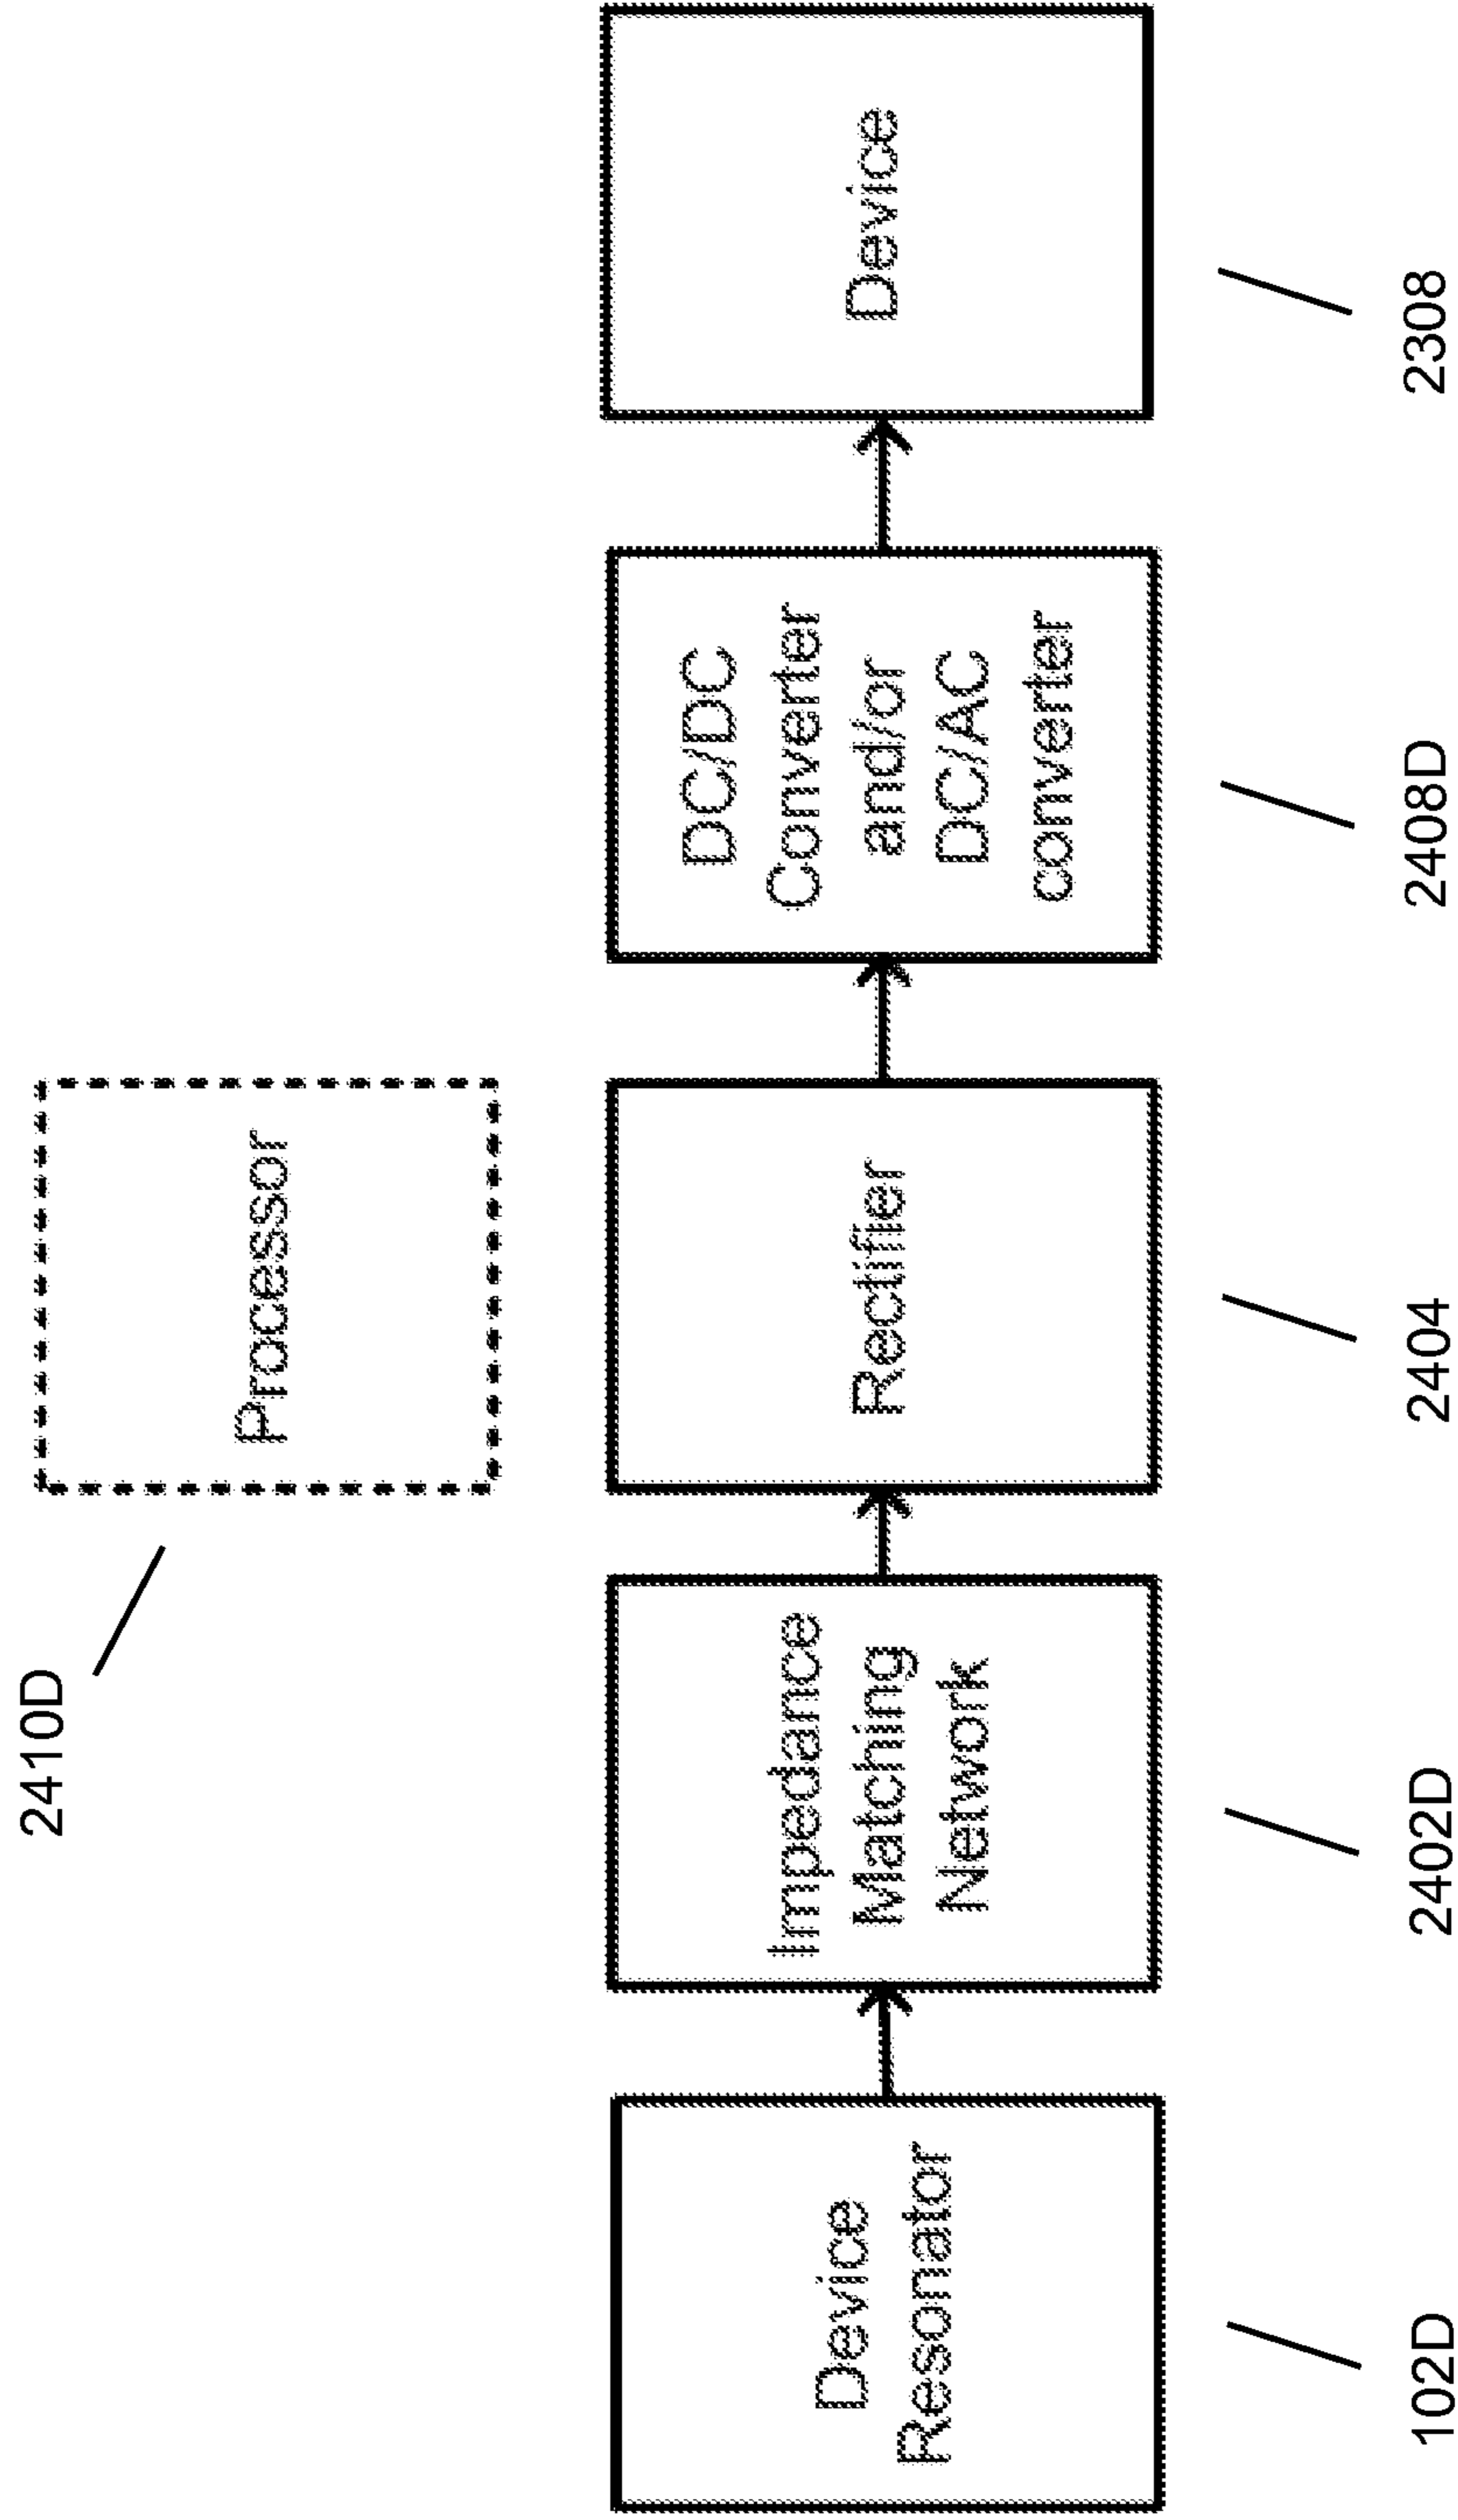 2410D
Processor
Device
Resonator
Impedance
Matching
Network
Rectifier
DC/DC
Converter
and/or
DC/AC
converter
Device
102D
2402D
2404
2408D
2308